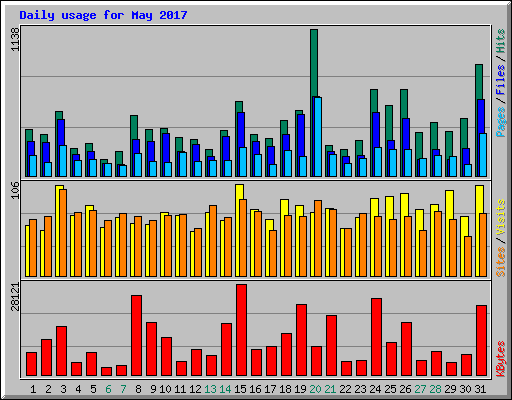 Daily usage for May 2017
1138
Pages / Files / Hits
106
Sites / Visits
28121
KBytes
1 2 3 4 5 6 7 8 9 10 11 12 13 14 15 16 17 18 19 20 21 22 23 24 25 26 27 28 29 30 31